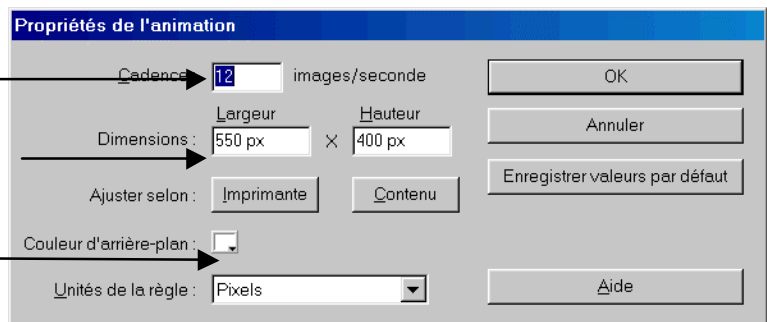 Propriétés de l'animation
Cadence 12 images/seconde
OK
Largeur Hauteur
Dimensions : 550 px X 400 px
Annuler
Enregistrer valeurs par défaut
Ajuster selon : Imprimante Contenu
Couleur d'arrière-plan :
Unités de la règle : Pixels
Aide